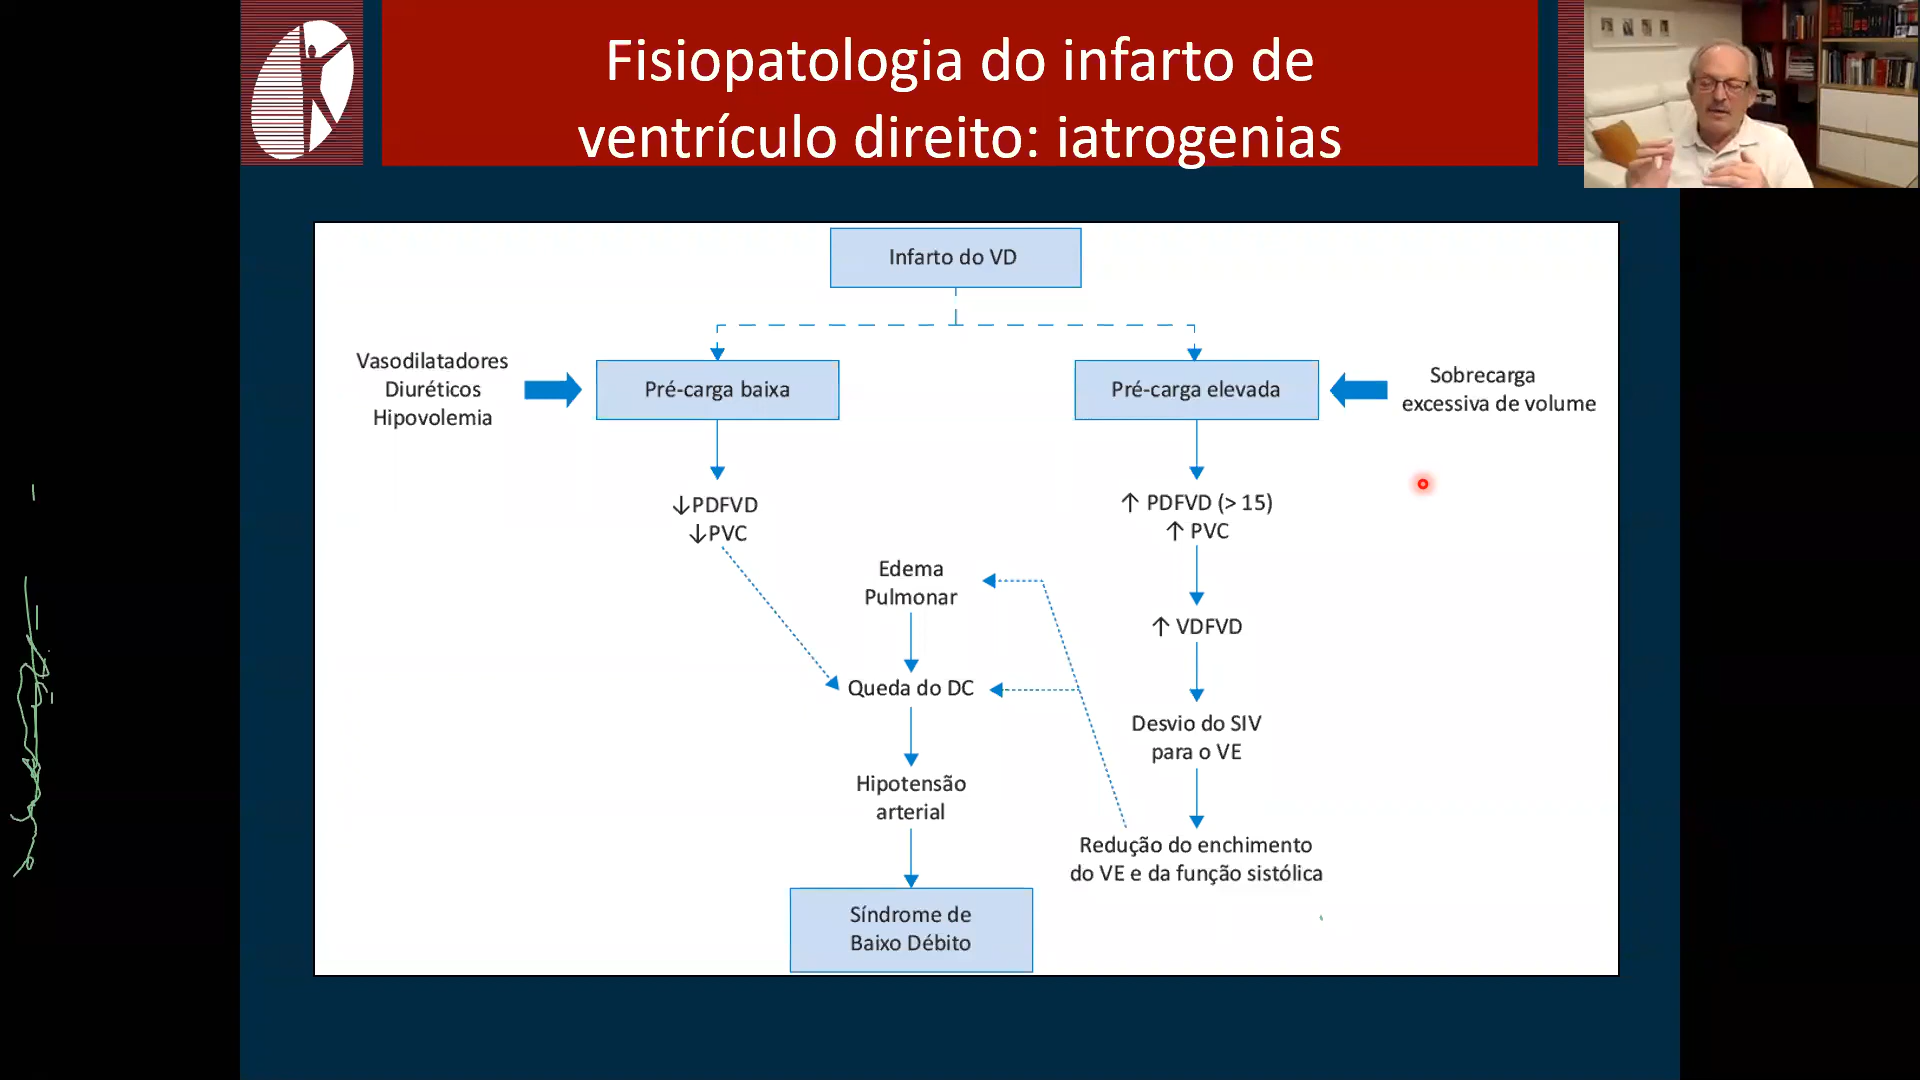 Fisiopatologia do infarto de
ventrículo direito: iatrogenias
Infarto do VD
Vasodilatadores
Diuréticos
Hipovolemia
Pré-carga baixa
Pré-carga elevada
Sobrecarga
excessiva de volume
↓PDFVD
↓PVC
↑ PDFVD (> 15)
↑ PVC
Edema
Pulmonar
↑ VDFVD
Queda do DC
Desvio do SIV
para o VE
Hipotensão
arterial
Redução do enchimento
do VE e da função sistólica
Síndrome de
Baixo Débito